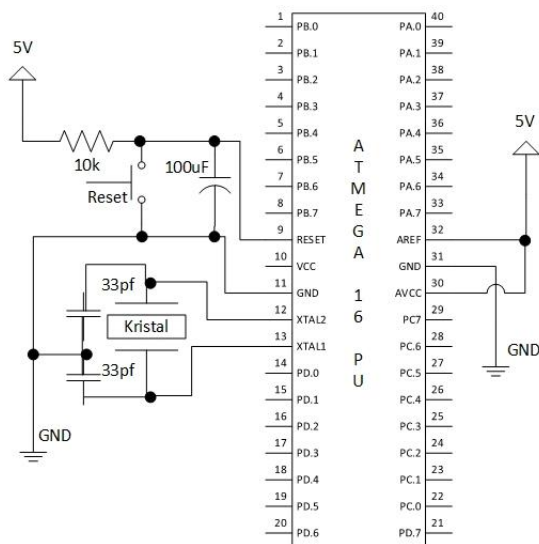 5V
10k
Reset
100uF
33pf
Kristal
33pf
GND
1 PB.0
2 PB.1
3 PB.2
4 PB.3
5 PB.4
6 PB.5
7 PB.6
8 PB.7
9 RESET
10 VCC
11 GND
12 XTAL2
13 XTAL1
14 PD.0
15 PD.1
16 PD.2
17 PD.3
18 PD.4
19 PD.5
20 PD.6
ATMEGA 16 PU
PA.0 40
PA.1 39
PA.2 38
PA.3 37
PA.4 36
PA.5 35
PA.6 34
PA.7 33
AREF 32
GND 31
AVCC 30
PC7 29
PC.6 28
PC.5 27
PC.4 26
PC.3 25
PC.2 24
PC.1 23
PC.0 22
PD.7 21
5V
GND